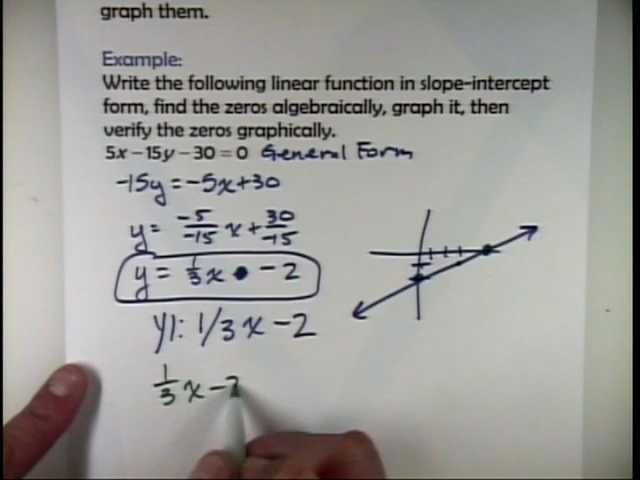 graph them.
Example:
Write the following linear function in slope-intercept
form, find the zeros algebraically, graph it, then
verify the zeros graphically.
5x – 15y – 30 = 0 General Form
-15y = -5x+30
y = -5/-15 x + 30/-15
y = 1/3 x - 2
y1: 1/3x - 2
1/3 x - 2